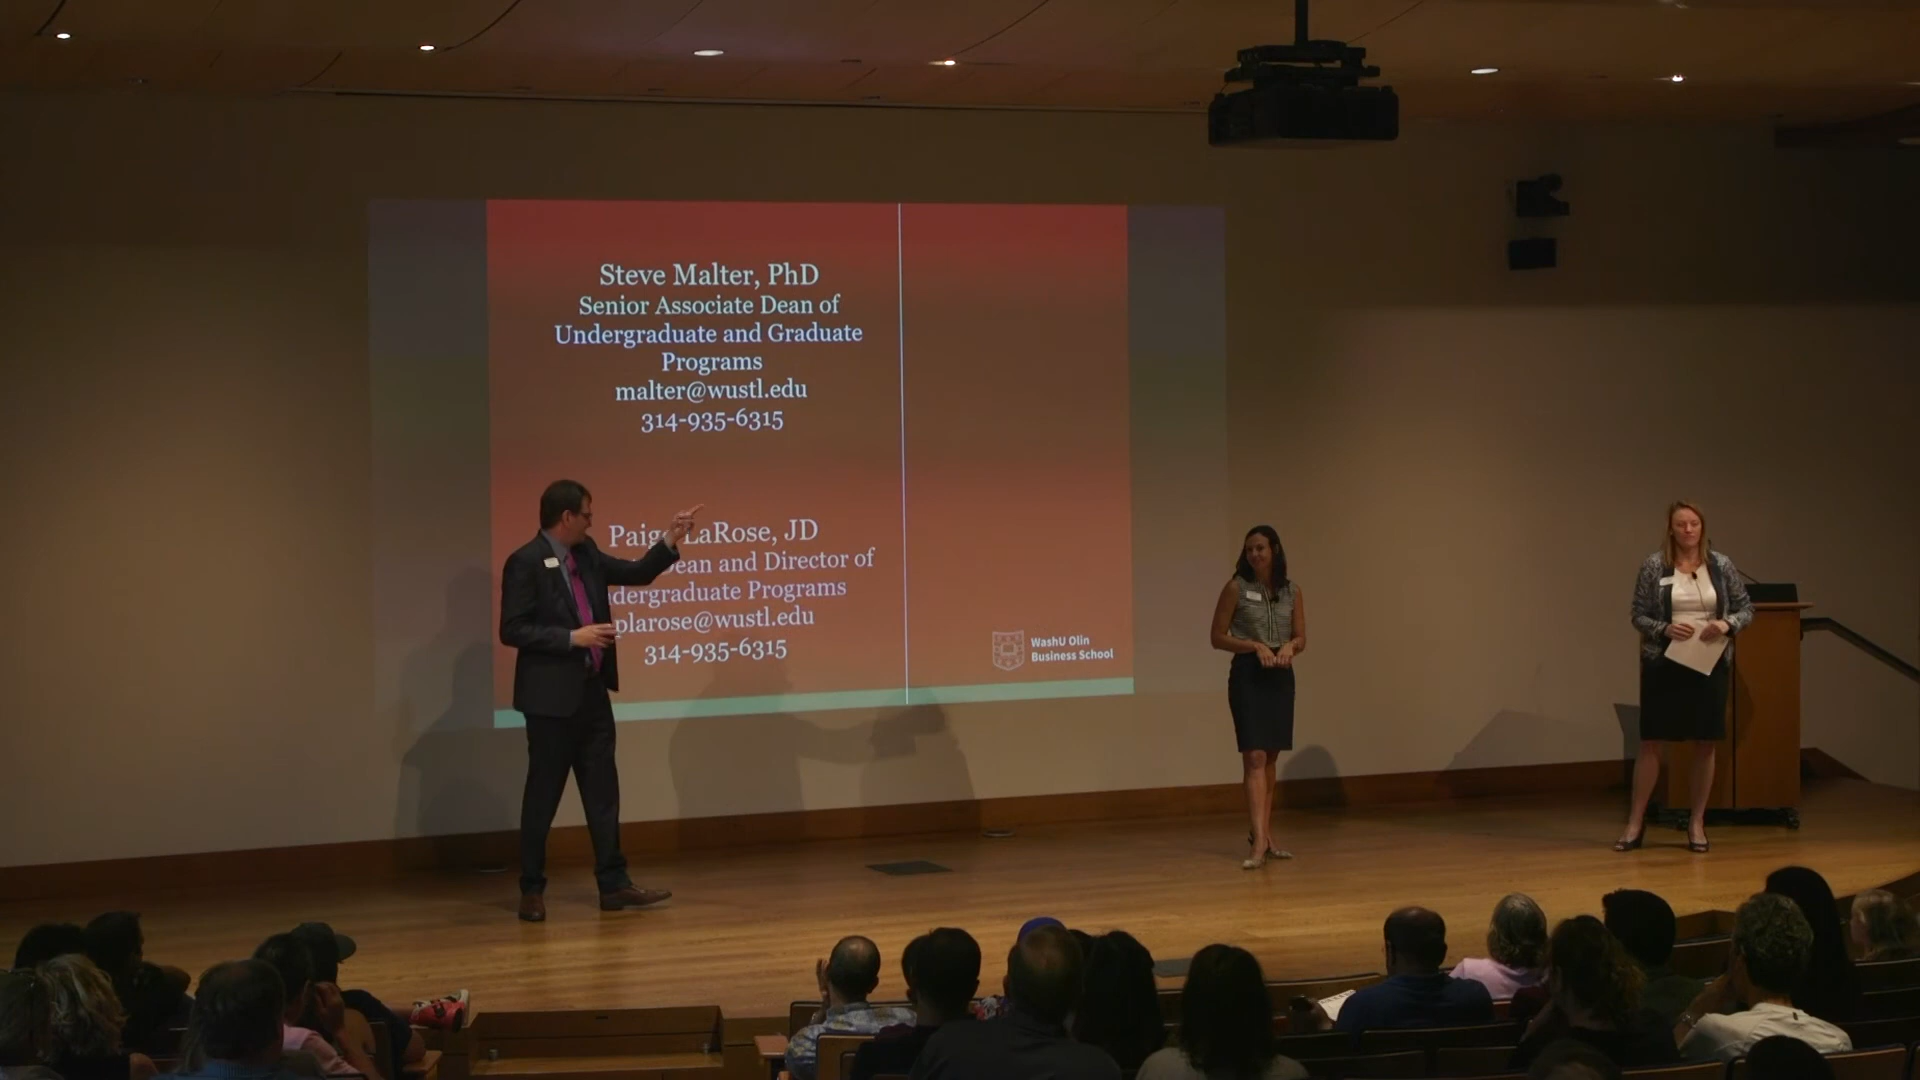 Steve Malter, PhD
Senior Associate Dean of
Undergraduate and Graduate
Programs
malter@wustl.edu
314-935-6315
LaRose, JD
Dean and Director of
Programs
plarose@wustl.edu
314-935-6315
WashU Olin
Business School